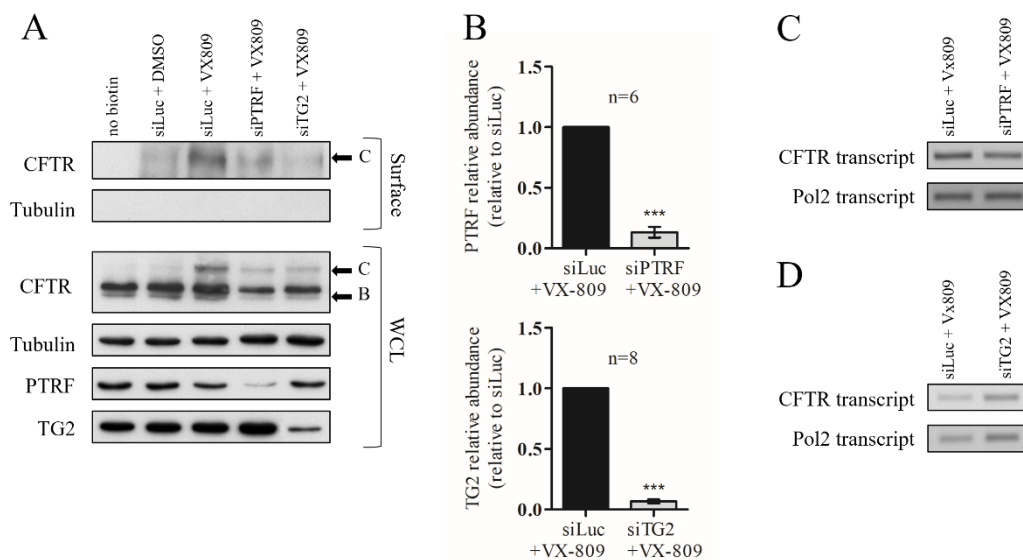 A
no biotin
siLuc + DMSO
siLuc + VX809
siPTRF + VX809
siTG2 + VX809
CFTR
C
Tubulin
Surface
CFTR
C
B
Tubulin
PTRF
TG2
WCL
B
PTRF relative abundance
(relative to siLuc)
1.5
1.0
0.5
0.0
n=6
***
siLuc siPTRF
+VX-809 +VX-809
TG2 relative abundance
(relative to siLuc)
1.5
1.0
0.5
0.0
n=8
***
siLuc siTG2
+VX-809 +VX-809
C
siLuc + Vx809
siPTRF + VX809
CFTR transcript
Pol2 transcript
D
siLuc + Vx809
siTG2 + VX809
CFTR transcript
Pol2 transcript